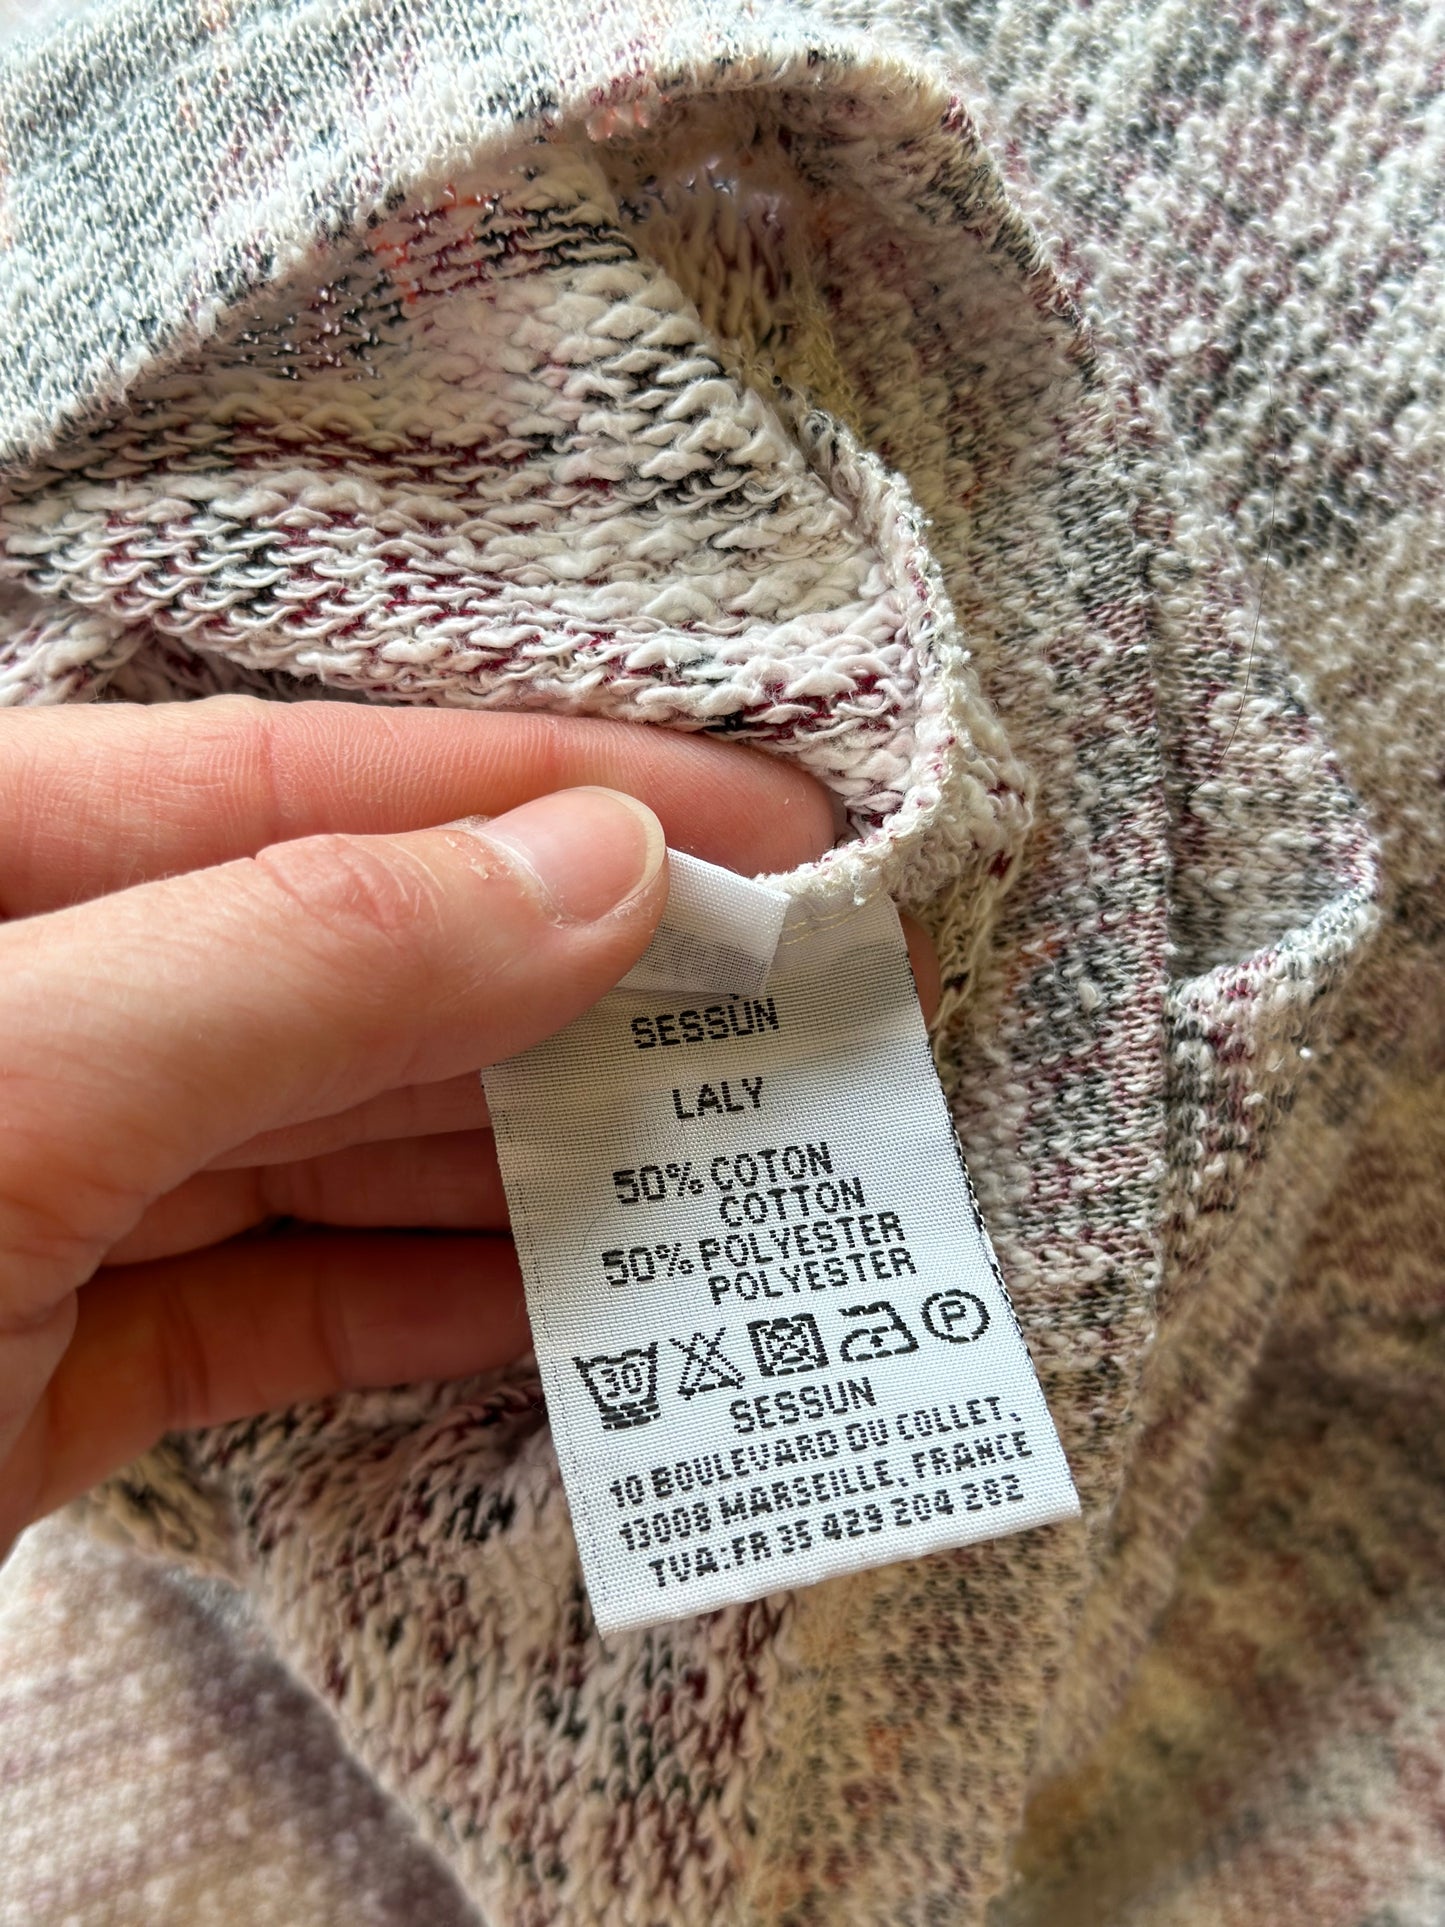 SESSÙN
LALY
50% COTON
COTTON
50% POLYESTER
POLYESTER
30 P
SESSUN
10 BOULEVARD DU COLLET,
13008 MARSEILLE, FRANCE
TVA:FR 35 429 204 282